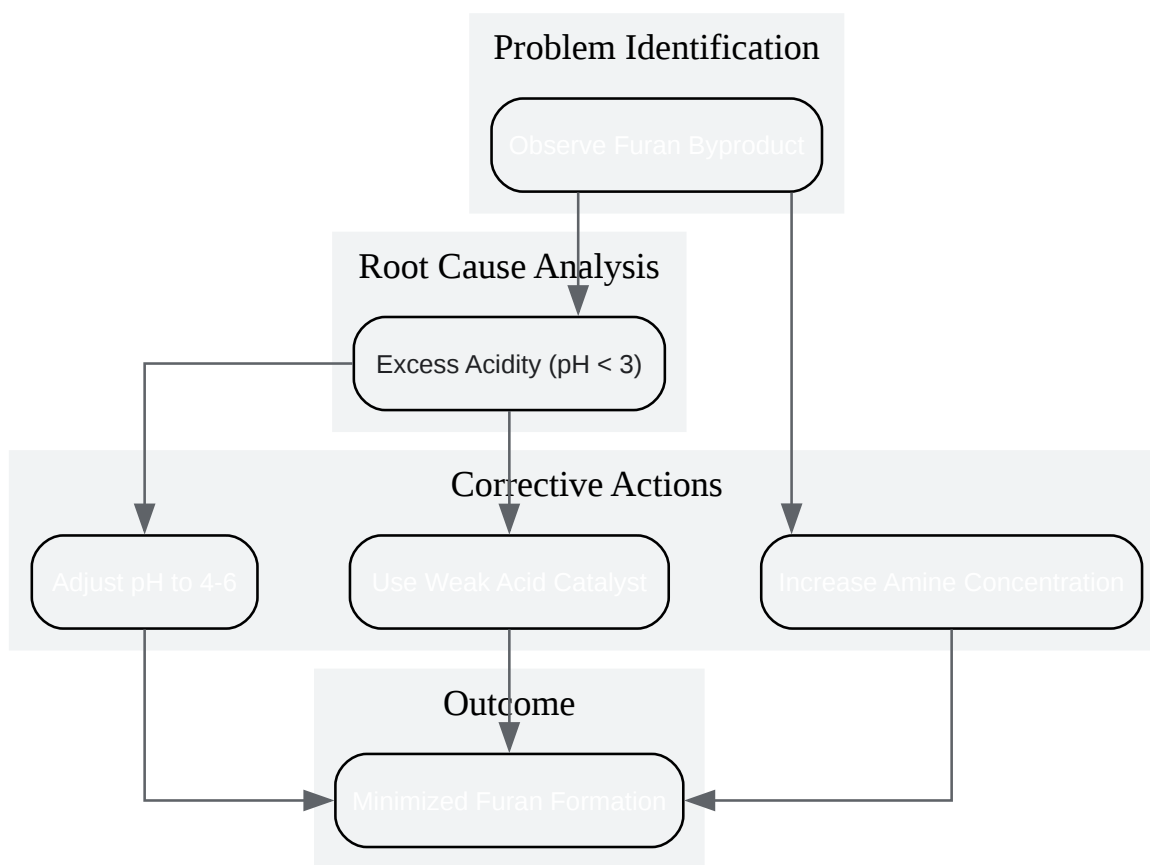 Problem Identification
Observe Furan Byproduct
Root Cause Analysis
Excess Acidity (pH < 3)
Corrective Actions
Adjust pH to 4-6
Use Weak Acid Catalyst
Increase Amine Concentration
Outcome
Minimized Furan Formation